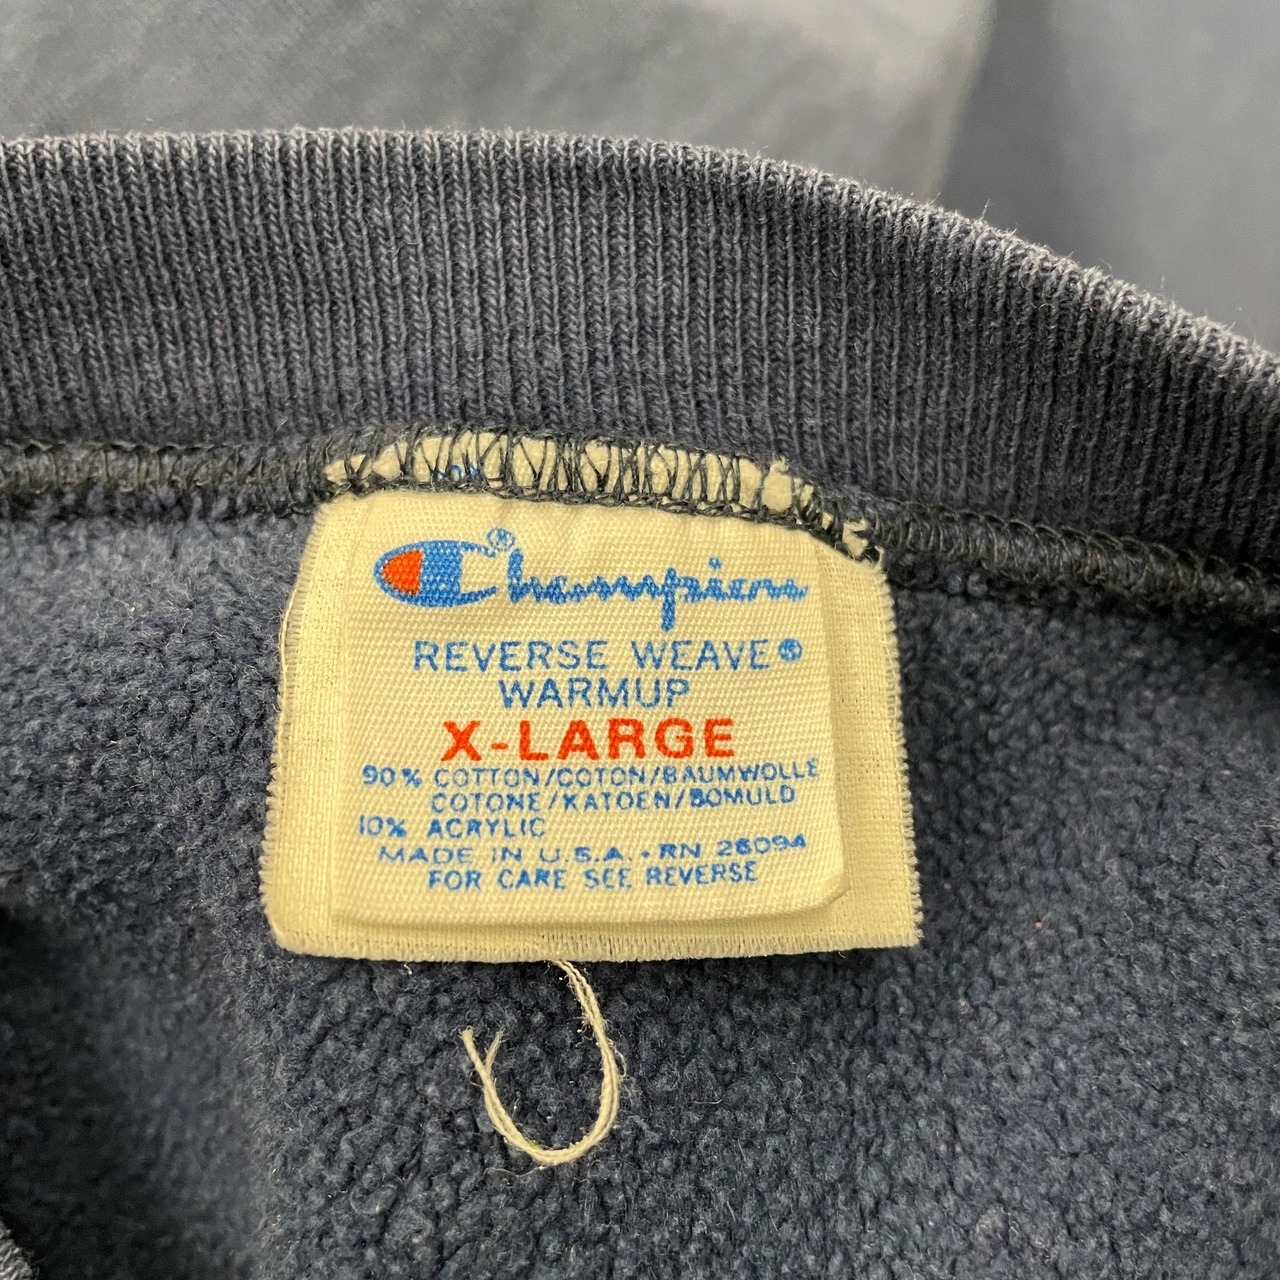 Champion®
REVERSE WEAVE®
WARMUP
X-LARGE
90% COTTON/COTON/BAUMWOLLE
COTONE/KATOEN/BOMULD
10% ACRYLIC
MADE IN U.S.A. • RN 26094
FOR CARE SEE REVERSE